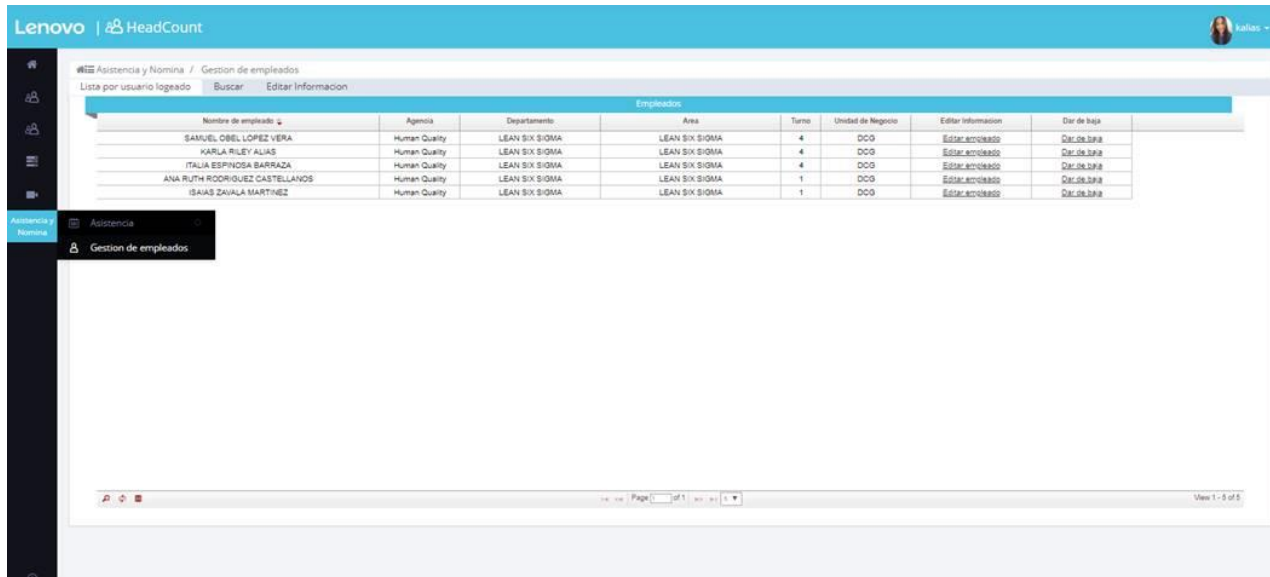 Lenovo | HeadCount
kalias
Asistencia y Nomina / Gestion de empleados
Lista por usuario logeado Buscar Editar Informacion
Empleados
Nombre de empleado Agencia Departamento Area Turno Unidad de Negocio Editar Informacion Dar de baja
SAMUEL OBEL LOPEZ VERA Human Quality LEAN SIX SIGMA LEAN SIX SIGMA 4 DCG Editar empleado Dar de baja
KARLA RILEY ALIAS Human Quality LEAN SIX SIGMA LEAN SIX SIGMA 4 DCG Editar empleado Dar de baja
ITALIA ESPINOSA BARRAZA Human Quality LEAN SIX SIGMA LEAN SIX SIGMA 4 DCG Editar empleado Dar de baja
ANA RUTH RODRIGUEZ CASTELLANOS Human Quality LEAN SIX SIGMA LEAN SIX SIGMA 1 DCG Editar empleado Dar de baja
ISAIAS ZAVALA MARTINEZ Human Quality LEAN SIX SIGMA LEAN SIX SIGMA 1 DCG Editar empleado Dar de baja
Asistencia y
Nomina
Asistencia
Gestion de empleados
Page 1 of 1
View 1 - 5 of 5